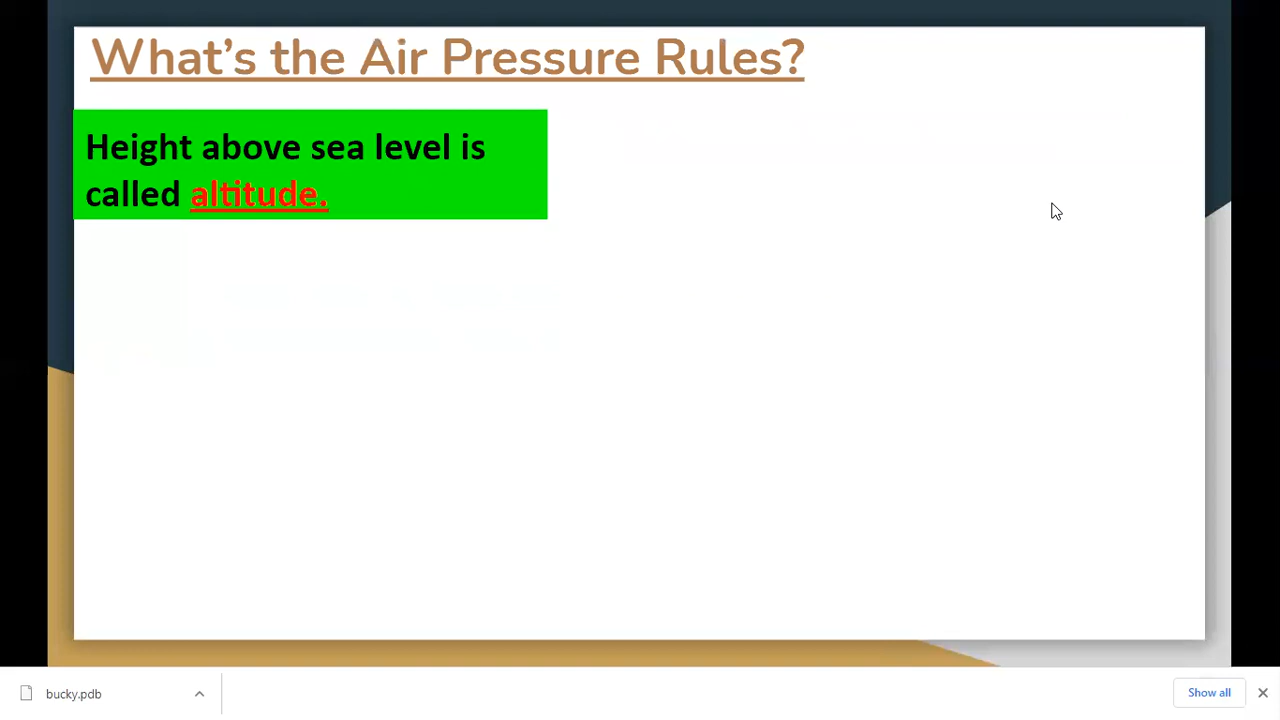 What's the Air Pressure Rules?
Height above sea level is
called altitude.
bucky.pdb
Show all